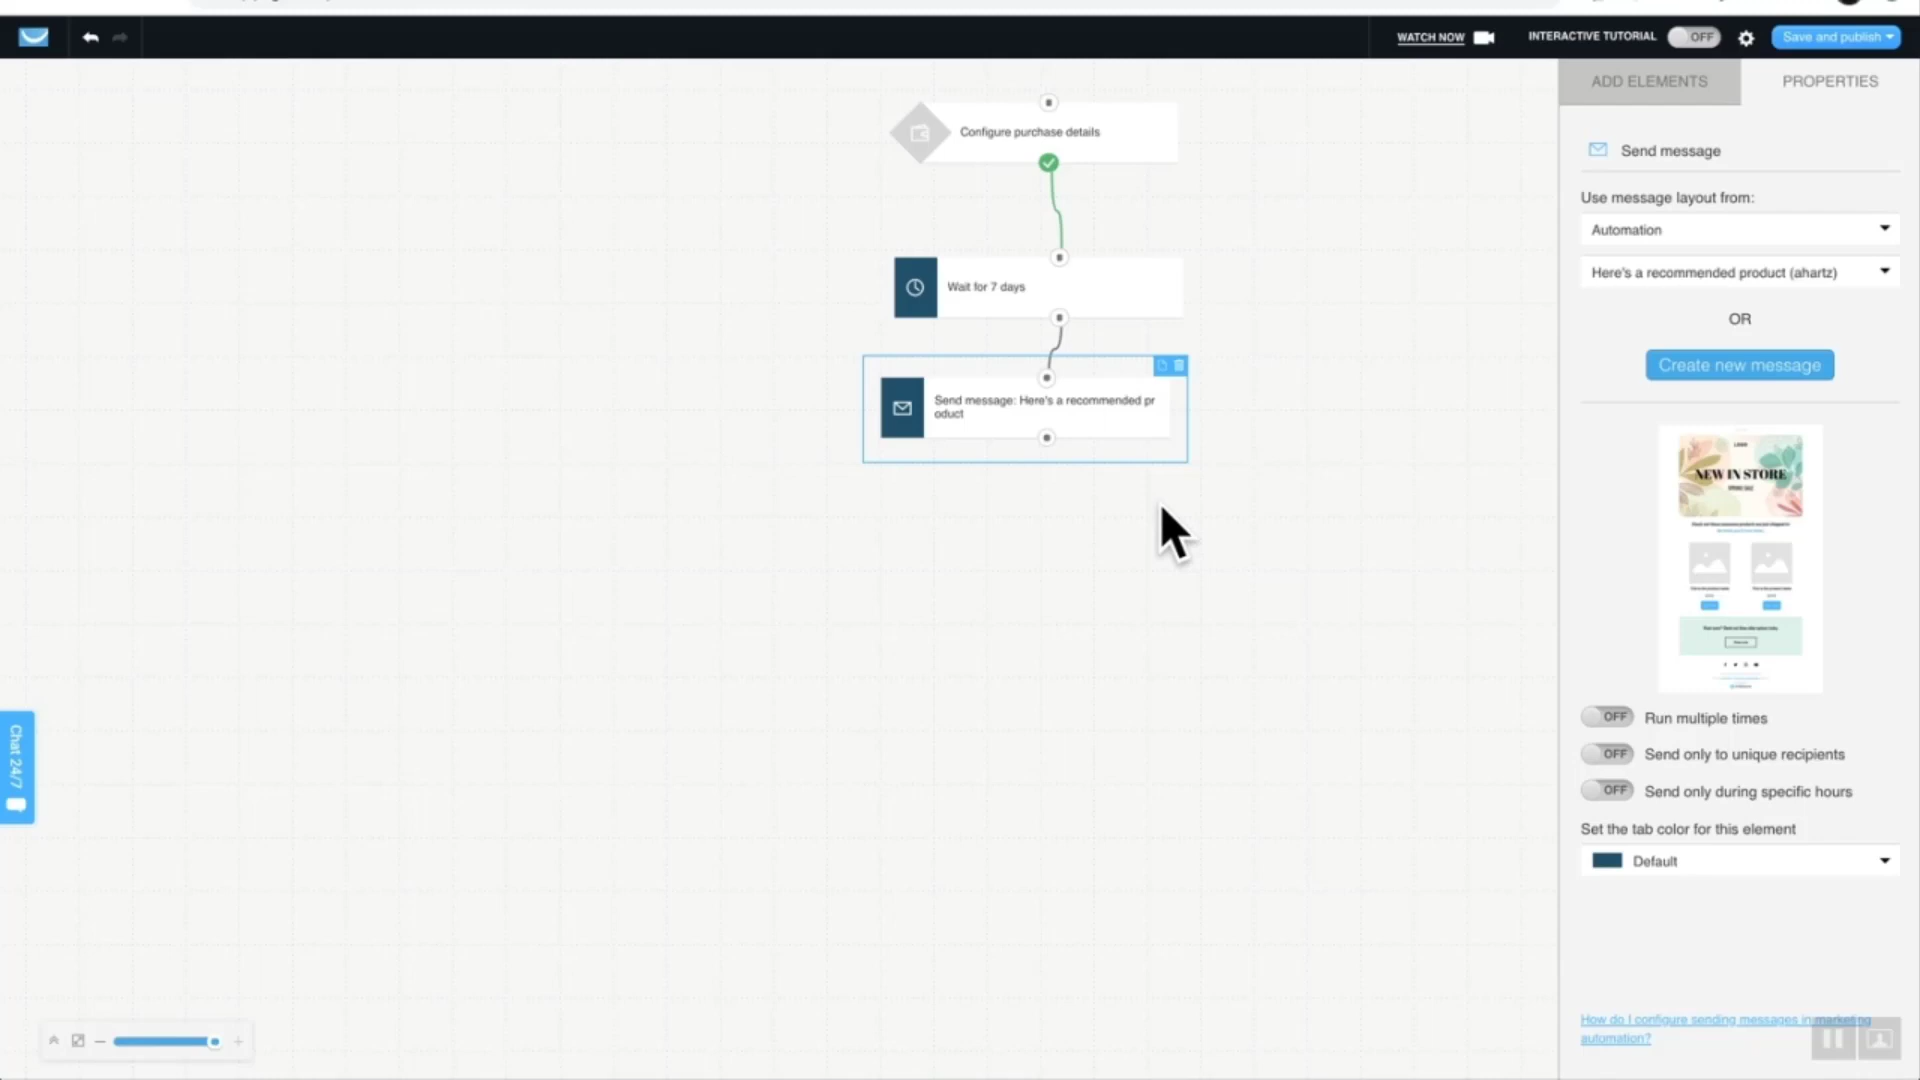 WATCH NOW
INTERACTIVE TUTORIAL
OFF
Save and publish
ADD ELEMENTS
PROPERTIES
Configure purchase details
Wait for 7 days
Send message: Here's a recommended pr
oduct
Send message
Use message layout from:
Automation
Here's a recommended product (ahartz)
OR
Create new message
LOGO
NEW IN STORE
SPRING SALE
OFF
Run multiple times
OFF
Send only to unique recipients
OFF
Send only during specific hours
Set the tab color for this element
Default
How do I configure sending messages in marketing
automation?
Chat 24/7